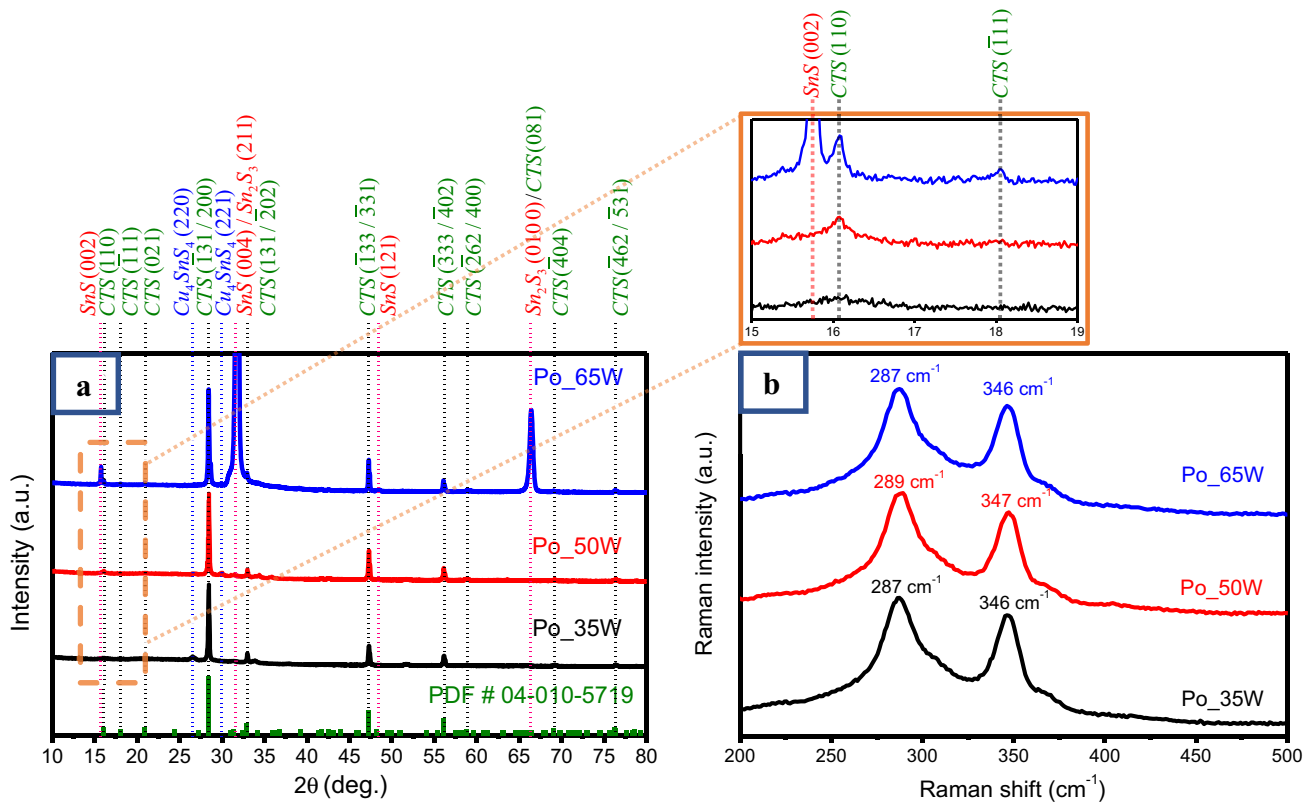 SnS (002)
CTS (110)
CTS (1̅11)
CTS (021)
Cu₄SnS₄ (220)
CTS (1̅31 / 200)
Cu₄SnS₄ (221)
SnS (004) / Sn₂S₃ (211)
CTS (131 / 2̅02)
CTS (1̅33 / 3̅31)
SnS (121)
CTS (3̅33 / 4̅02)
CTS (2̅62 / 400)
Sn₂S₃ (0100) / CTS (081)
CTS (4̅04)
CTS (4̅62 / 5̅31)
a
Po_65W
Po_50W
Po_35W
PDF # 04-010-5719
Intensity (a.u.)
10 15 20 25 30 35 40 45 50 55 60 65 70 75 80
2θ (deg.)
SnS (002)
CTS (110)
CTS (1̅11)
15 16 17 18 19
b
287 cm⁻¹
346 cm⁻¹
Po_65W
289 cm⁻¹
347 cm⁻¹
Po_50W
287 cm⁻¹
346 cm⁻¹
Po_35W
Raman intensity (a.u.)
200 250 300 350 400 450 500
Raman shift (cm⁻¹)